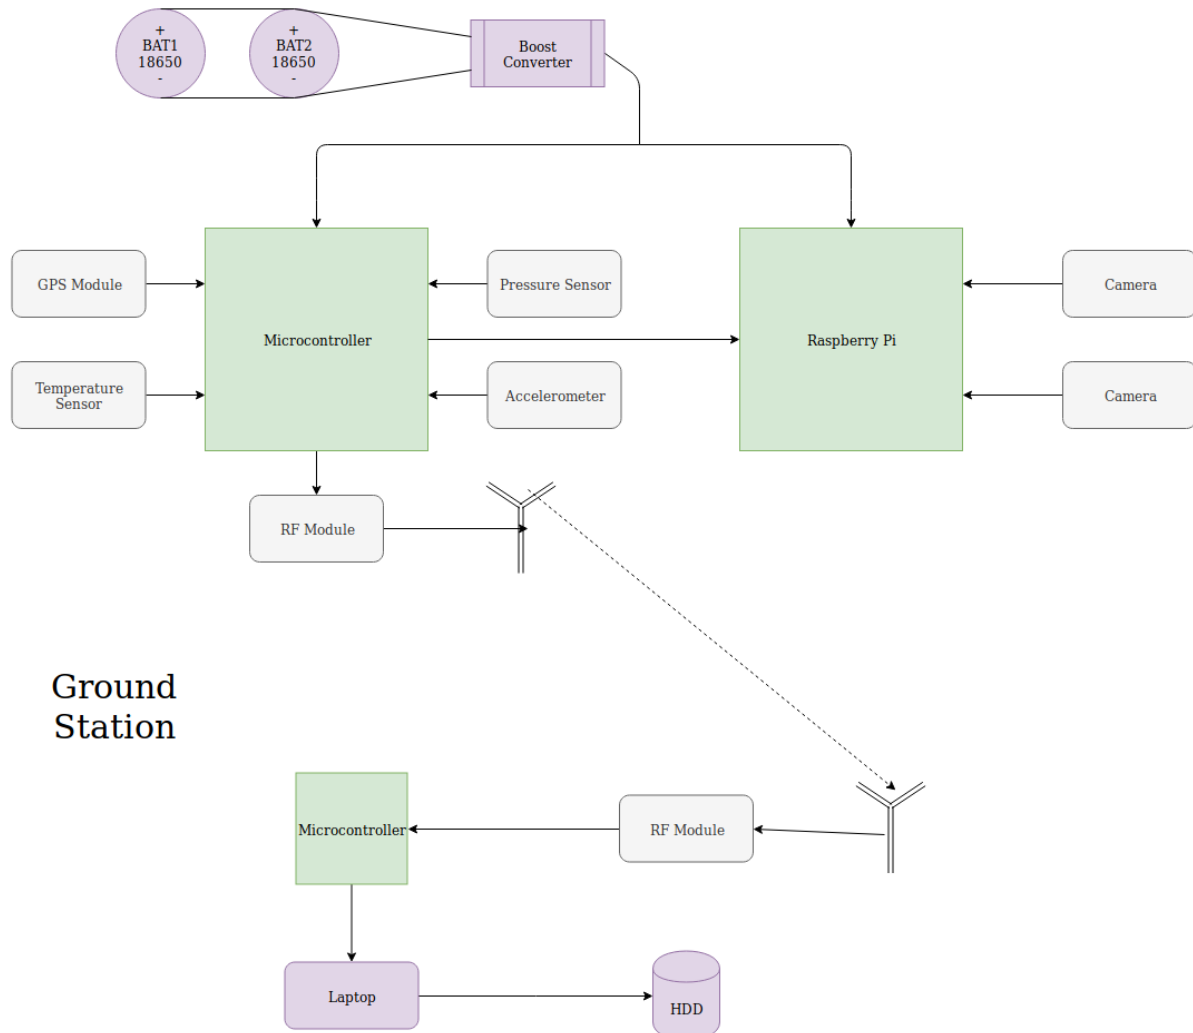 +
BAT1
18650
-
+
BAT2
18650
-
Boost
Converter
GPS Module
Pressure Sensor
Camera
Microcontroller
Raspberry Pi
Temperature
Sensor
Accelerometer
Camera
RF Module
Ground
Station
Microcontroller
RF Module
Laptop
HDD